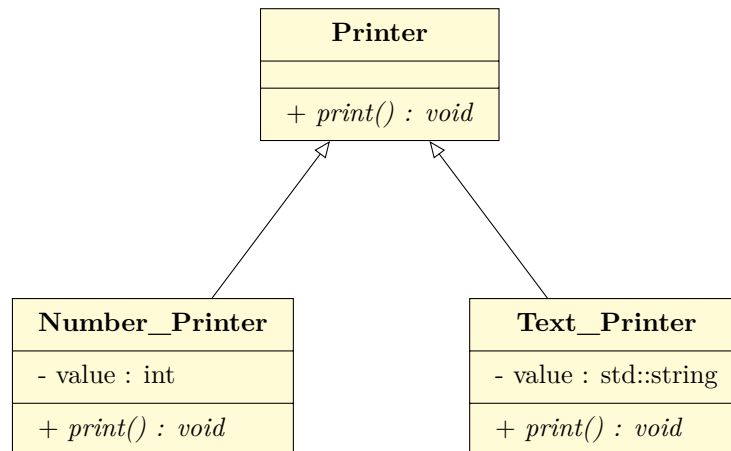 Printer
+ print() : void
Number_Printer
- value : int
+ print() : void
Text_Printer
- value : std::string
+ print() : void